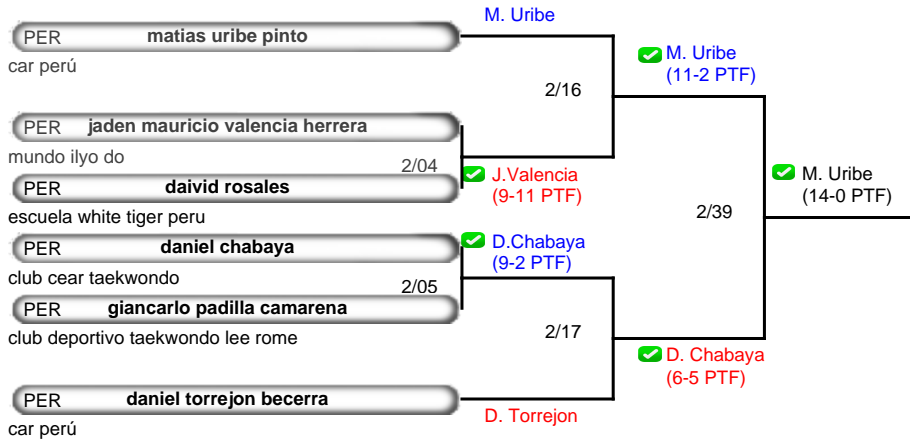 M. Uribe
PER matias uribe pinto
car perú
M. Uribe
(11-2 PTF)
2/16
PER jaden mauricio valencia herrera
mundo ilyo do
2/04
J.Valencia
(9-11 PTF)
PER daivid rosales
escuela white tiger peru
M. Uribe
(14-0 PTF)
2/39
PER daniel chabaya
club cear taekwondo
D.Chabaya
(9-2 PTF)
2/05
PER giancarlo padilla camarena
club deportivo taekwondo lee rome
2/17
D. Chabaya
(6-5 PTF)
PER daniel torrejon becerra
car perú
D. Torrejon